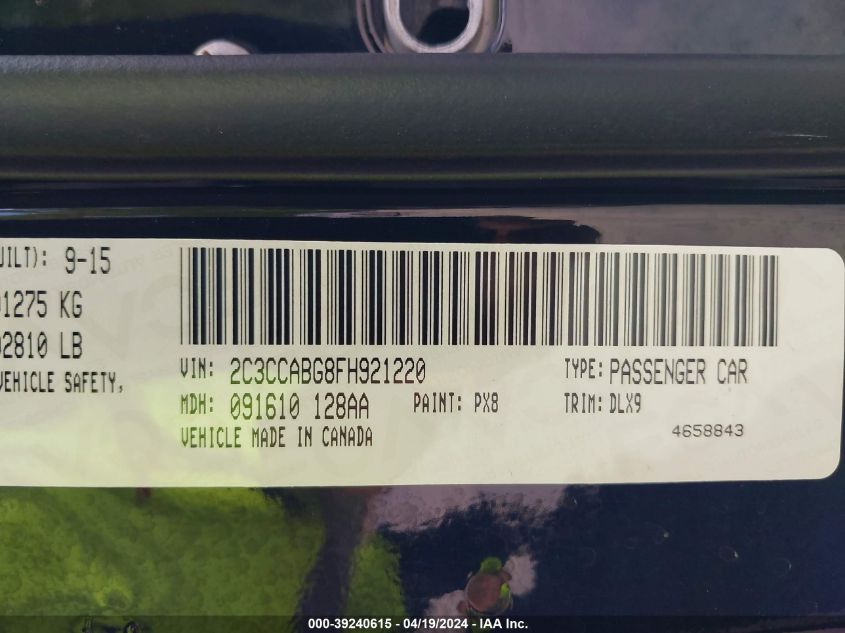 UILT): 9-15
1275 KG
2810 LB
VEHICLE SAFETY,
VIN: 2C3CCABG8FH921220 TYPE: PASSENGER CAR
MDH: 091610 128AA PAINT: PX8 TRIM: DLX9
VEHICLE MADE IN CANADA 4658843
000-39240615 - 04/19/2024 - IAA Inc.